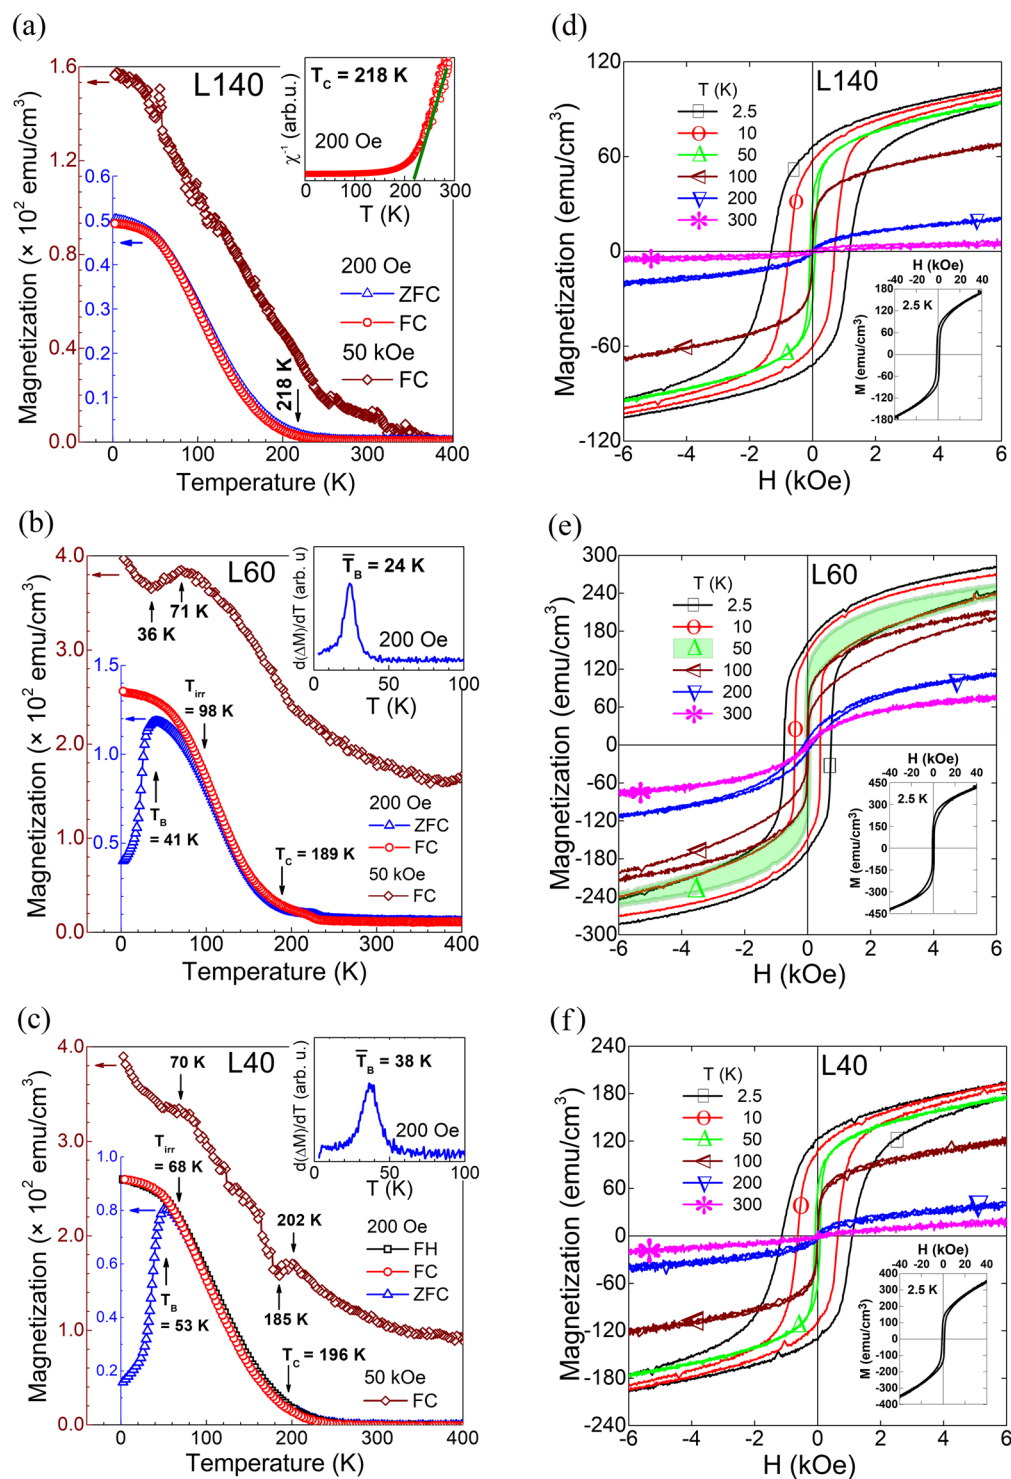 (a)
L140
Magnetization (× 10² emu/cm³)
1.6
1.2
0.8
0.4
0.0
0.6
0.5
0.4
0.3
0.2
0.1
χ⁻¹ (arb.u.)
T_C = 218 K
200 Oe
0 100 200 300
T (K)
200 Oe
ZFC
FC
50 kOe
FC
218 K
0 100 200 300 400
Temperature (K)
(d)
L140
Magnetization (emu/cm³)
120
60
0
-60
-120
T (K)
2.5
10
50
100
200
300
H (kOe)
-40 -20 0 20 40
M (emu/cm³)
180
120
60
0
-60
-120
-180
2.5 K
-6 -4 -2 0 2 4 6
H (kOe)
(b)
L60
Magnetization (× 10² emu/cm³)
4.0
3.2
2.4
1.6
0.8
0.0
1.5
1.0
0.5
36 K
71 K
d(ΔM)/dT (arb. u)
T̅_B = 24 K
200 Oe
0 50 100
T (K)
T_irr
= 98 K
T_B
= 41 K
T_C = 189 K
200 Oe
ZFC
FC
50 kOe
FC
0 100 200 300 400
Temperature (K)
(e)
L60
Magnetization (emu/cm³)
300
240
180
120
60
0
-60
-120
-180
-240
-300
T (K)
2.5
10
50
100
200
300
H (kOe)
-40 -20 0 20 40
M (emu/cm³)
450
300
150
0
-150
-300
-450
2.5 K
-6 -4 -2 0 2 4 6
H (kOe)
(c)
L40
Magnetization (× 10² emu/cm³)
4.0
3.0
2.0
1.0
0.0
1.0
0.8
0.6
0.4
0.2
70 K
d(ΔM)/dT (arb. u.)
T̅_B = 38 K
200 Oe
0 50 100
T (K)
T_irr
= 68 K
T_B
= 53 K
202 K
185 K
T_C = 196 K
200 Oe
FH
FC
ZFC
50 kOe
FC
0 100 200 300 400
Temperature (K)
(f)
L40
Magnetization (emu/cm³)
240
180
120
60
0
-60
-120
-180
-240
T (K)
2.5
10
50
100
200
300
H (kOe)
-40 -20 0 20 40
M (emu/cm³)
400
300
200
100
0
-100
-200
-300
-400
2.5 K
-6 -4 -2 0 2 4 6
H (kOe)